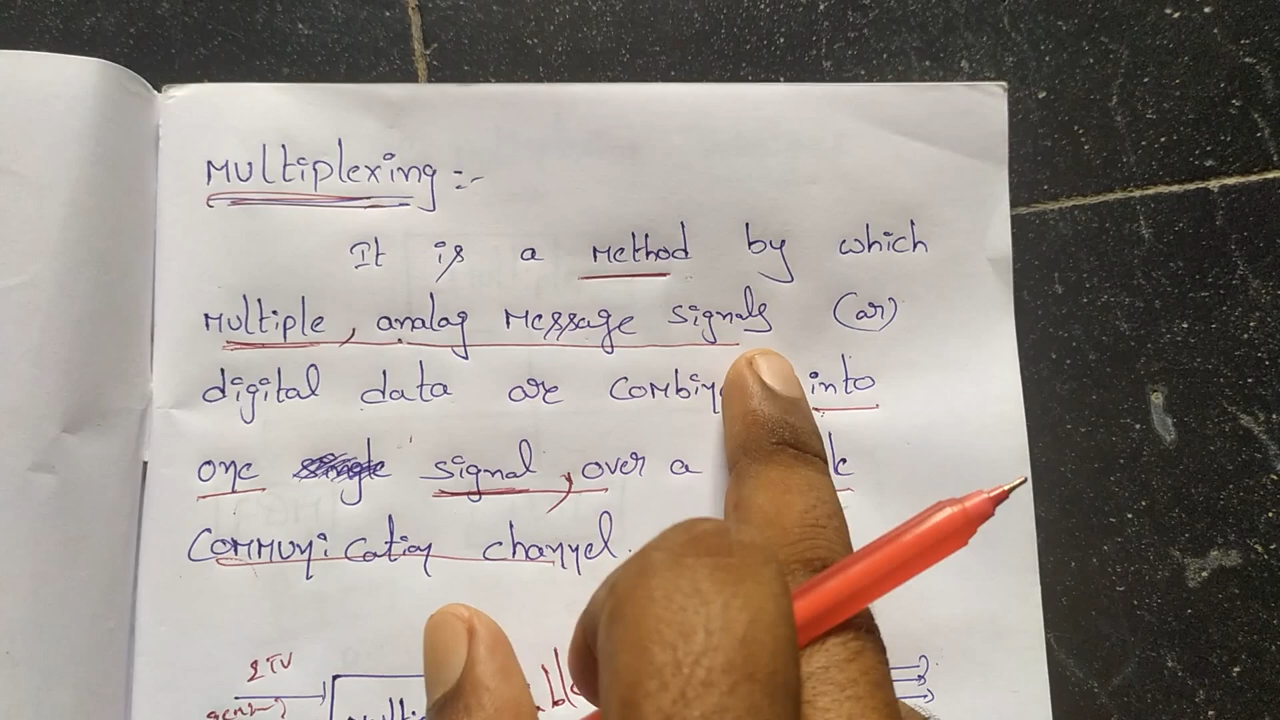 Multiplexing :-
It is a method by which
Multiple, analog Message signals (or)
digital data are into
one signal, over a
Communication channel.